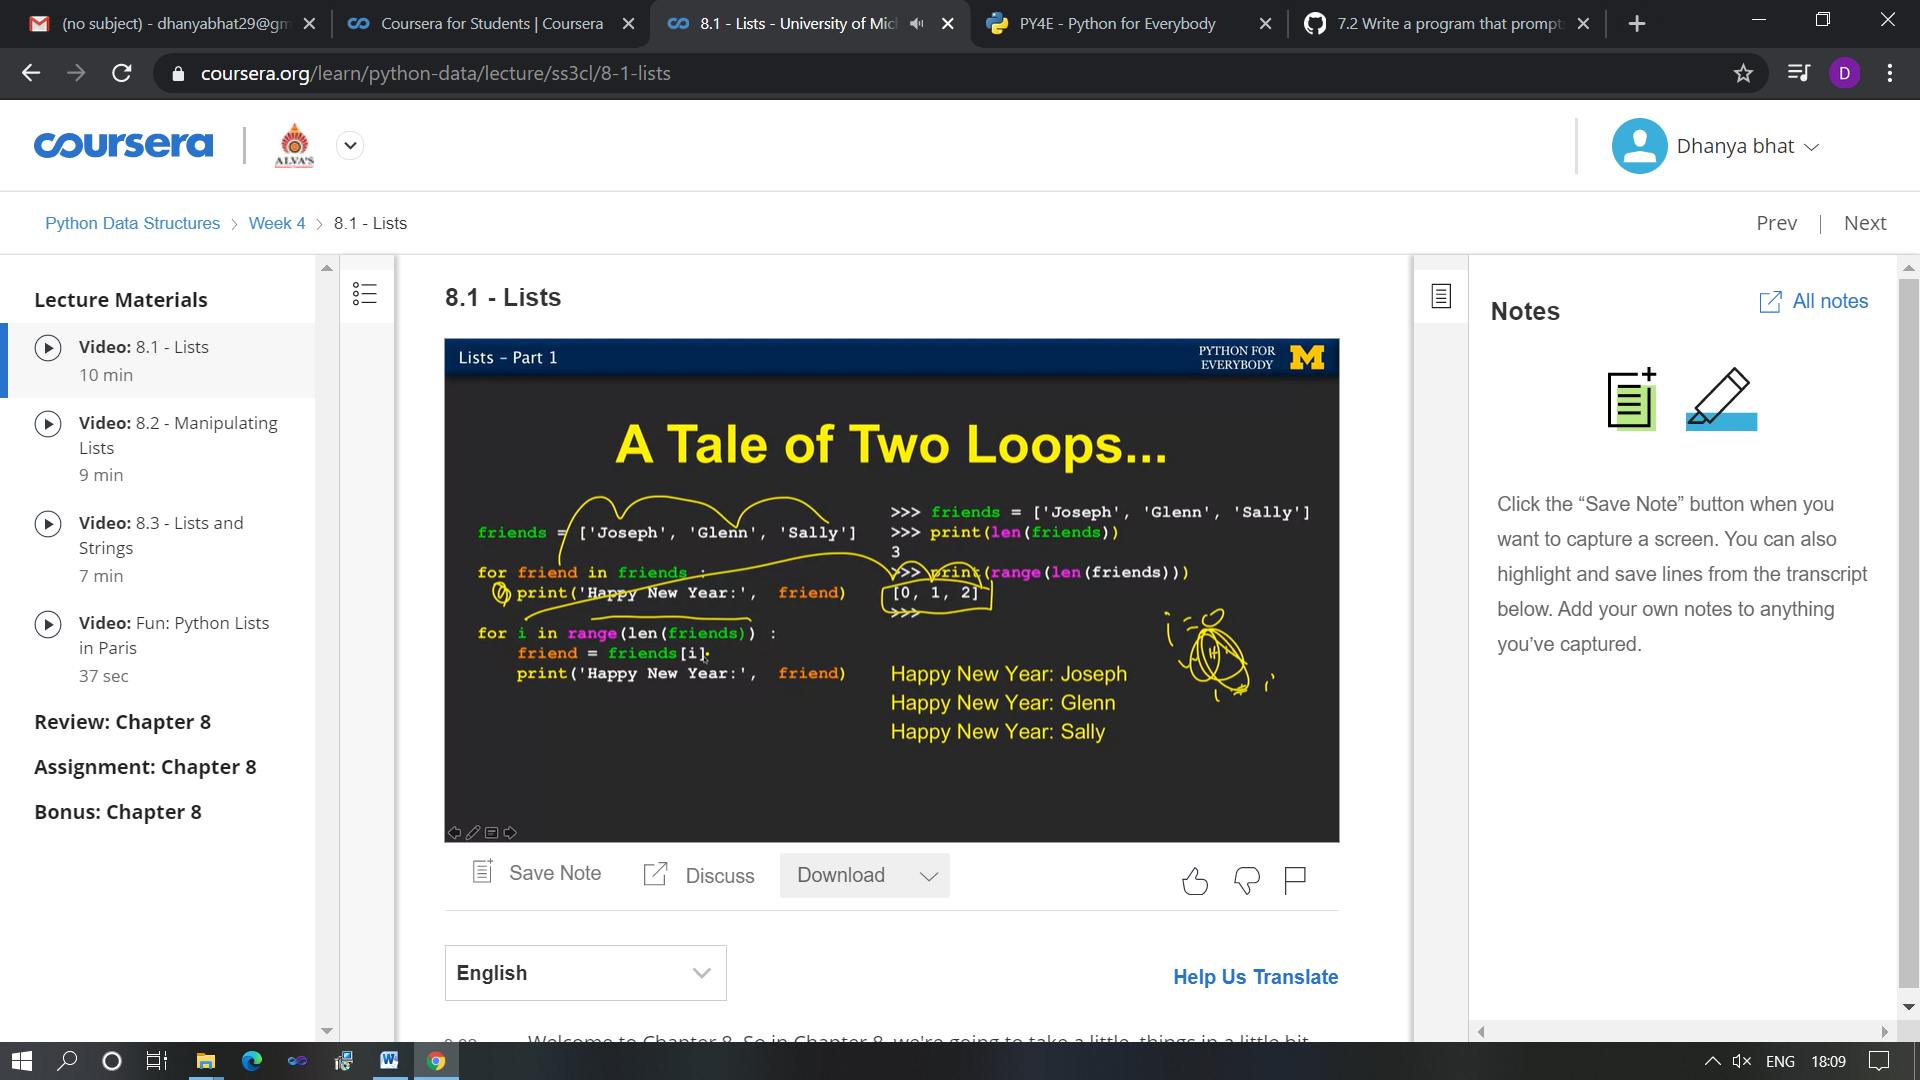 (no subject) - dhanyabhat29@gm
Coursera for Students | Coursera
8.1 - Lists - University of Mic
PY4E - Python for Everybody
7.2 Write a program that prompt
coursera.org/learn/python-data/lecture/ss3cl/8-1-lists
D
coursera
ALVA'S
Dhanya bhat
Python Data Structures > Week 4 > 8.1 - Lists
Prev | Next
Lecture Materials
Video: 8.1 - Lists
10 min
Video: 8.2 - Manipulating
Lists
9 min
Video: 8.3 - Lists and
Strings
7 min
Video: Fun: Python Lists
in Paris
37 sec
Review: Chapter 8
Assignment: Chapter 8
Bonus: Chapter 8
8.1 - Lists
Lists - Part 1
PYTHON FOR
EVERYBODY
M
A Tale of Two Loops...
friends = ['Joseph', 'Glenn', 'Sally']
for friend in friends :
print('Happy New Year:', friend)
for i in range(len(friends)) :
friend = friends[i]
print('Happy New Year:', friend)
>>> friends = ['Joseph', 'Glenn', 'Sally']
>>> print(len(friends))
3
>>> print(range(len(friends)))
[0, 1, 2]
>>>
Happy New Year: Joseph
Happy New Year: Glenn
Happy New Year: Sally
Save Note
Discuss
Download
English
Help Us Translate
Welcome to Chapter 8. So in Chapter 8, we're going to take a little, things in a little bit
Notes
All notes
Click the “Save Note” button when you
want to capture a screen. You can also
highlight and save lines from the transcript
below. Add your own notes to anything
you’ve captured.
ENG
18:09